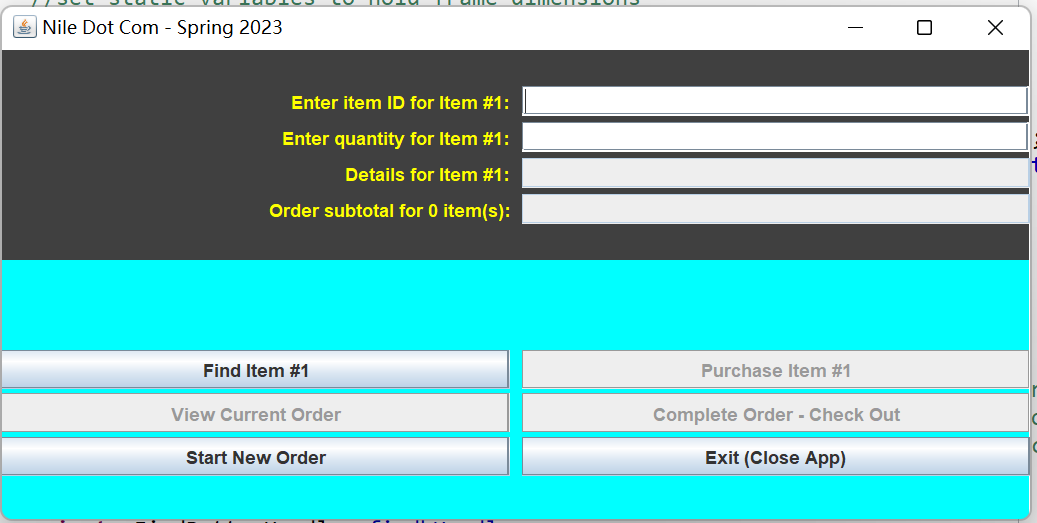 //set static variables to hold frame dimensions
Nile Dot Com - Spring 2023
Enter item ID for Item #1:
Enter quantity for Item #1:
Details for Item #1:
Order subtotal for 0 item(s):
Find Item #1
Purchase Item #1
View Current Order
Complete Order - Check Out
Start New Order
Exit (Close App)